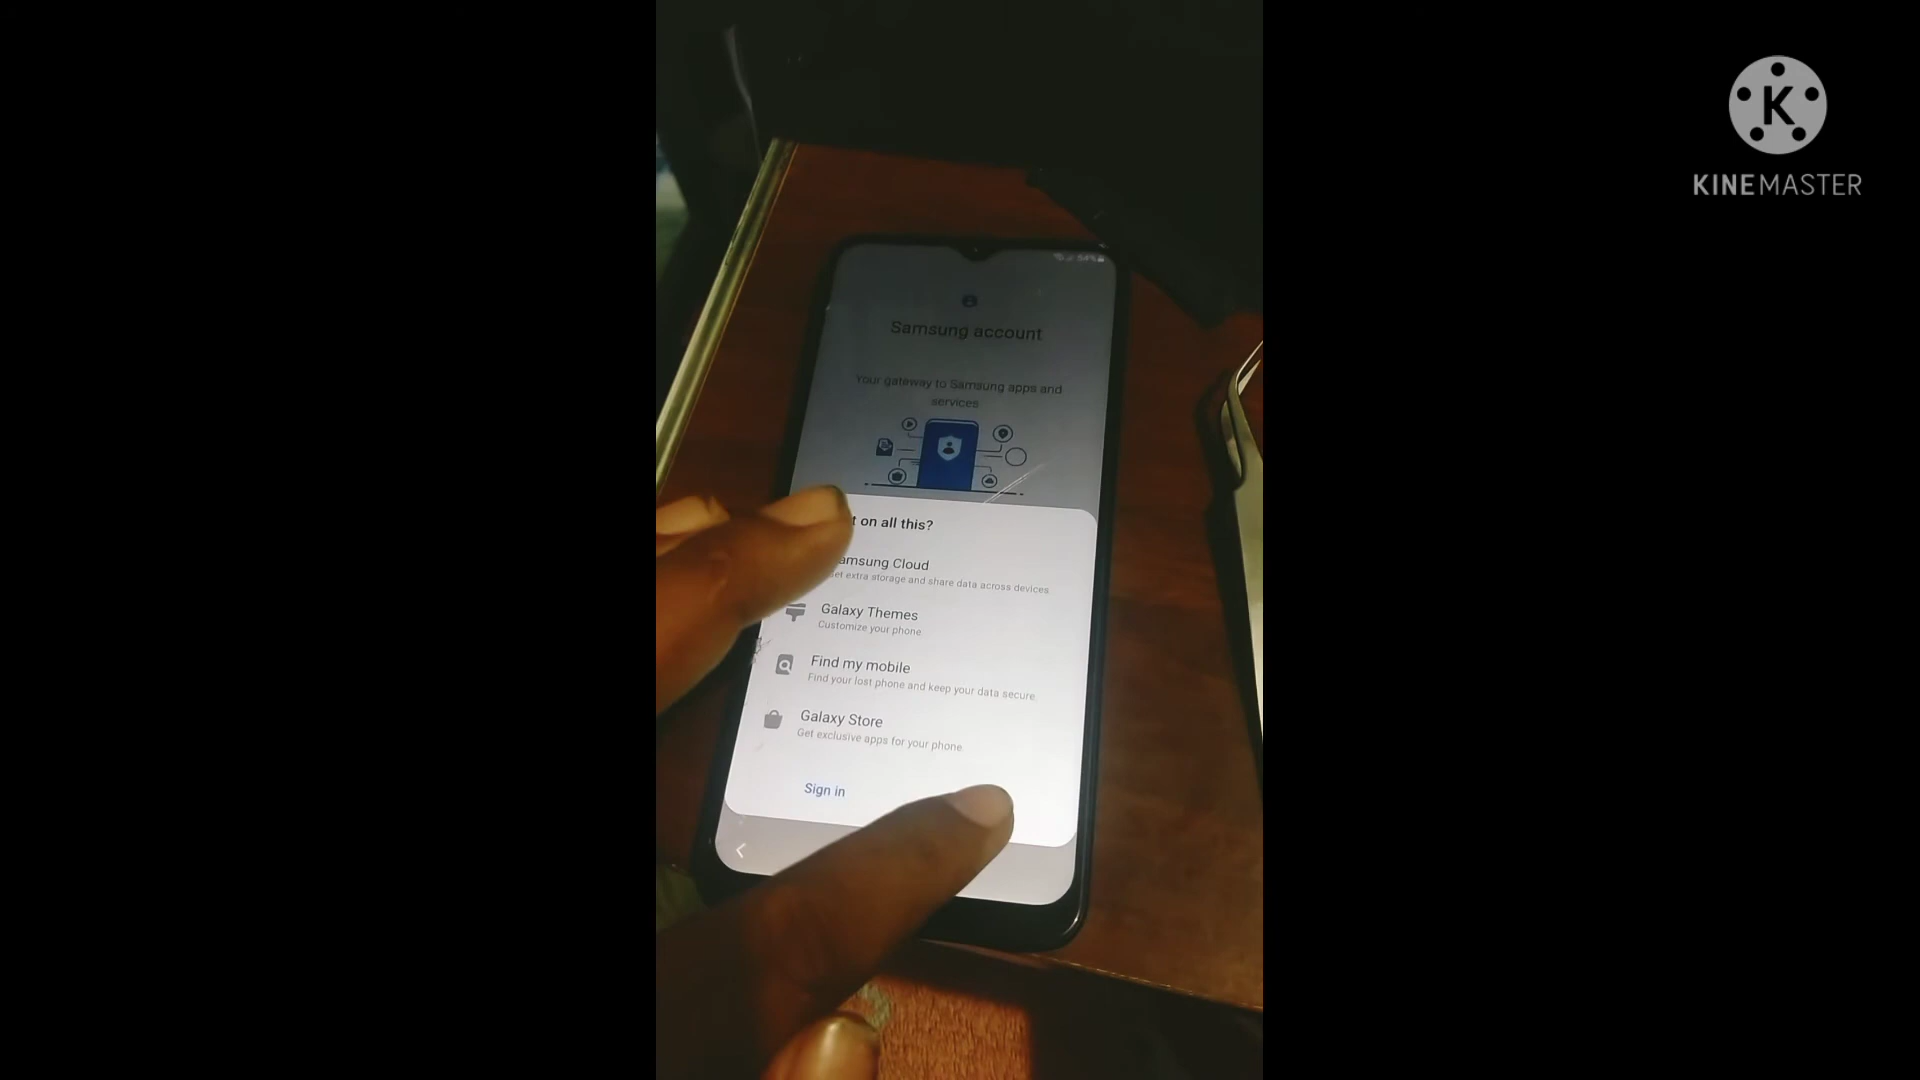 KINEMASTER
54%
Samsung account
Your gateway to Samsung apps and
services
t on all this?
amsung Cloud
et extra storage and share data across devices
Galaxy Themes
Customize your phone
Find my mobile
Find your lost phone and keep your data secure
Galaxy Store
Get exclusive apps for your phone
Sign in